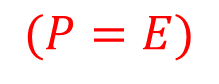 (P = E)